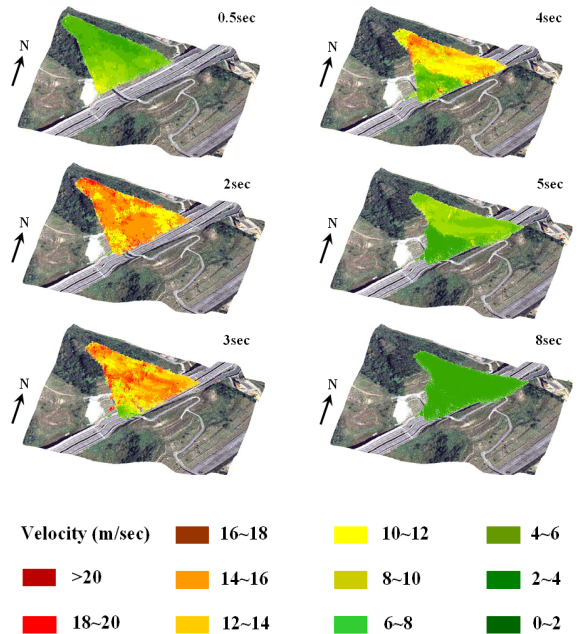 0.5sec
4sec
N
N
2sec
5sec
N
N
3sec
8sec
N
N
Velocity (m/sec)
16~18
10~12
4~6
>20
14~16
8~10
2~4
18~20
12~14
6~8
0~2